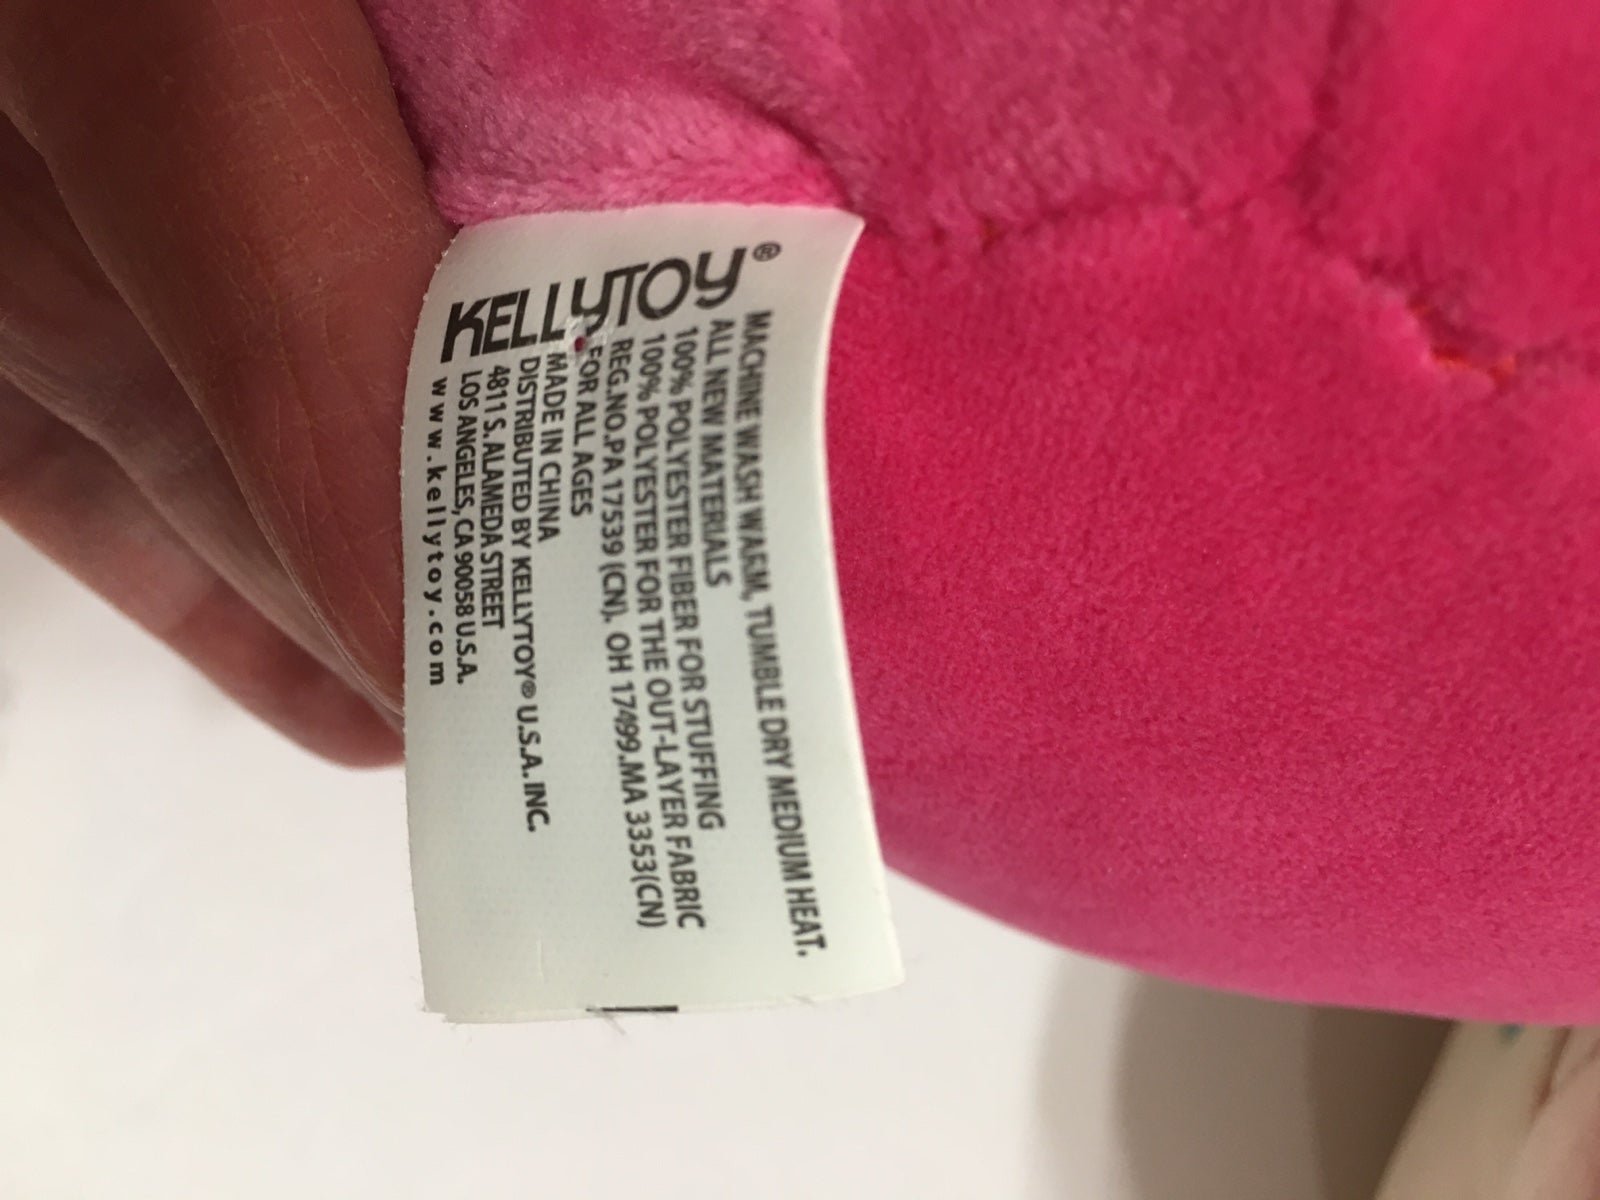 KELLYTOY®
MACHINE WASH WARM, TUMBLE DRY MEDIUM HEAT.
ALL NEW MATERIALS
100% POLYESTER FIBER FOR STUFFING
100% POLYESTER FOR THE OUT-LAYER FABRIC
REG.NO.PA 17539 (CN). OH 17499.MA 3353(CN)
FOR ALL AGES
MADE IN CHINA
DISTRIBUTED BY KELLYTOY® U.S.A. INC.
4811 S. ALAMEDA STREET
LOS ANGELES, CA 90058 U.S.A.
www.kellytoy.com